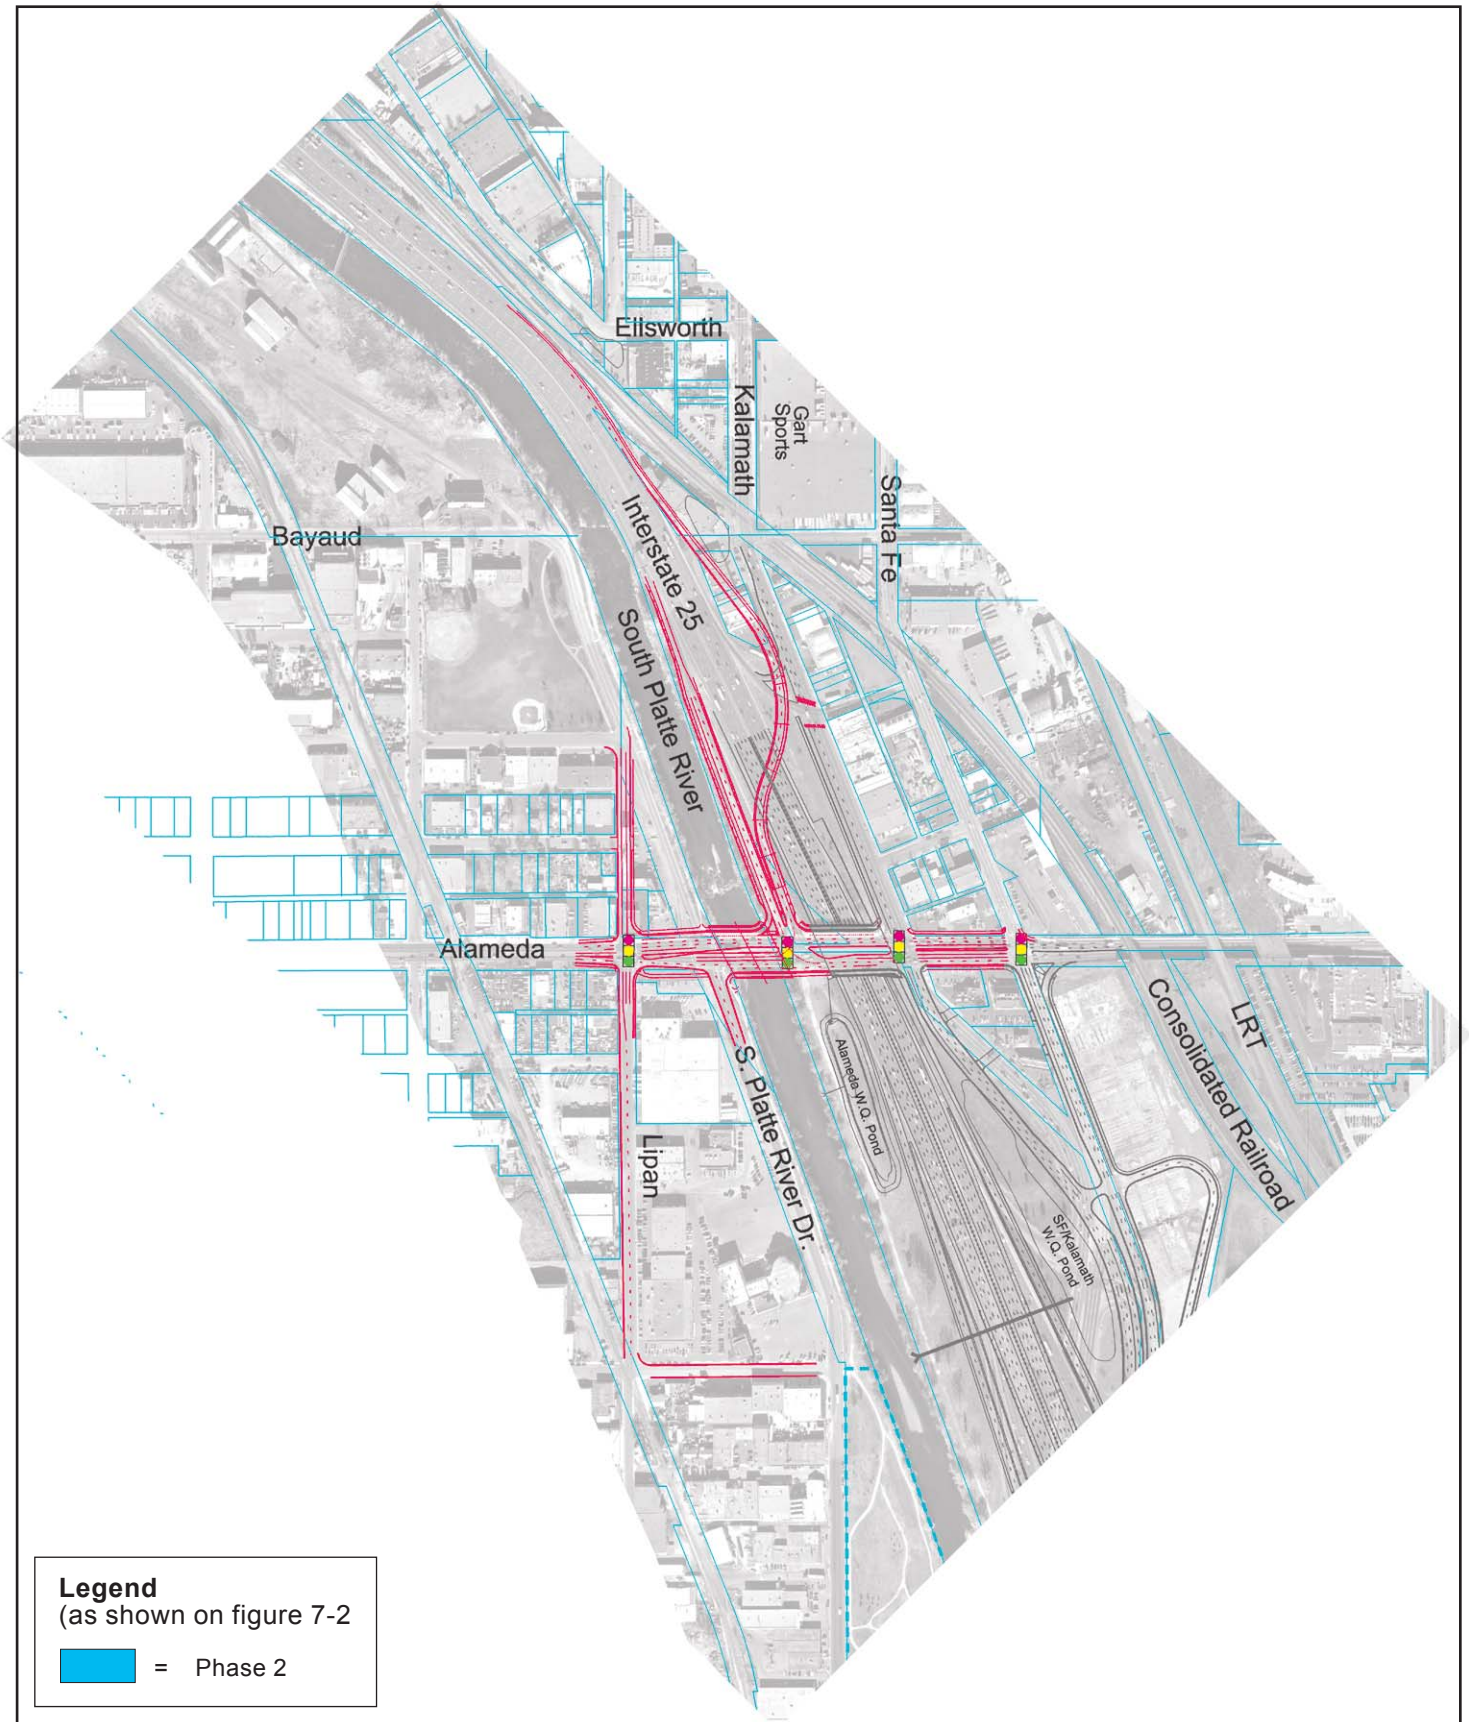 Ellsworth
Kalamath
Gart
Sports
Santa Fe
Bayaud
Interstate 25
South Platte River
Alameda
Consolidated Railroad
LRT
Alameda W.Q. Pond
S. Platte River Dr.
Lipan
SF/Kalamath
W.Q. Pond
Legend
(as shown on figure 7-2
= Phase 2